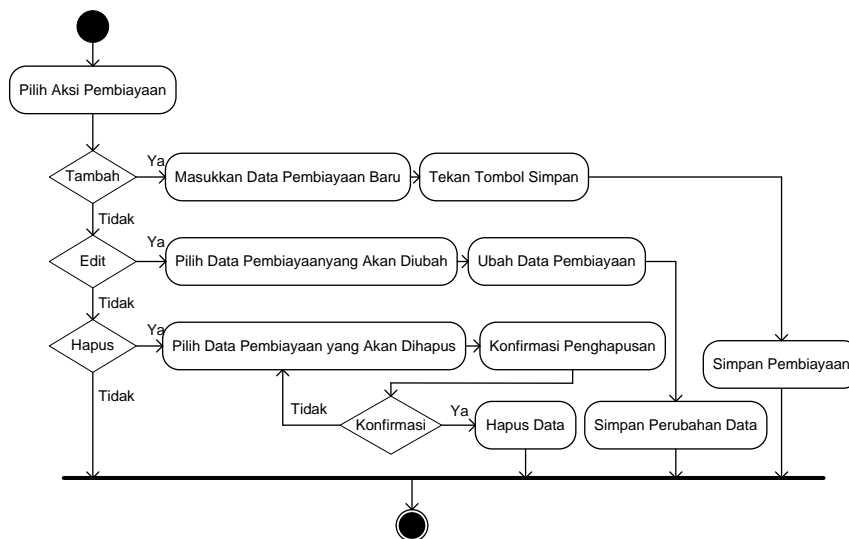 Pilih Aksi Pembiayaan
Tambah
Ya
Masukkan Data Pembiayaan Baru
Tekan Tombol Simpan
Tidak
Edit
Ya
Pilih Data Pembiayaanyang Akan Diubah
Ubah Data Pembiayaan
Tidak
Hapus
Ya
Pilih Data Pembiayaan yang Akan Dihapus
Konfirmasi Penghapusan
Simpan Pembiayaan
Tidak
Tidak
Konfirmasi
Ya
Hapus Data
Simpan Perubahan Data